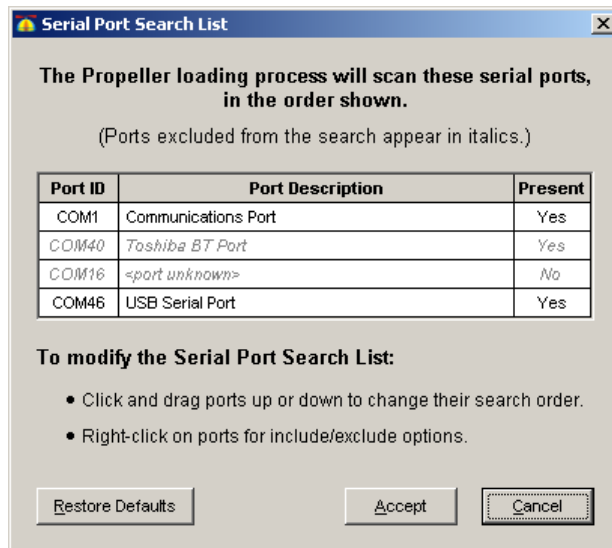 Serial Port Search List
The Propeller loading process will scan these serial ports,
in the order shown.
(Ports excluded from the search appear in italics.)
Port ID Port Description Present
COM1 Communications Port Yes
COM40 Toshiba BT Port Yes
COM16 <port unknown> No
COM46 USB Serial Port Yes
To modify the Serial Port Search List:
• Click and drag ports up or down to change their search order.
• Right-click on ports for include/exclude options.
Restore Defaults Accept Cancel